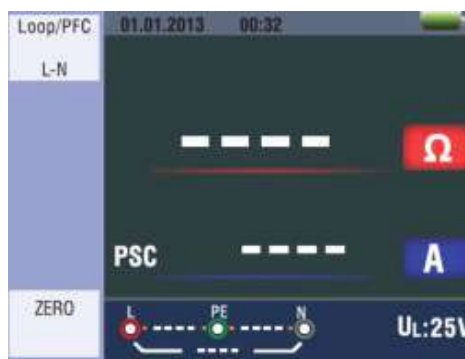 Loop/PFC 01.01.2013 00:32
L-N
---- Ω
PSC ---- A
ZERO
L ---- PE ---- N
----
UL:25V